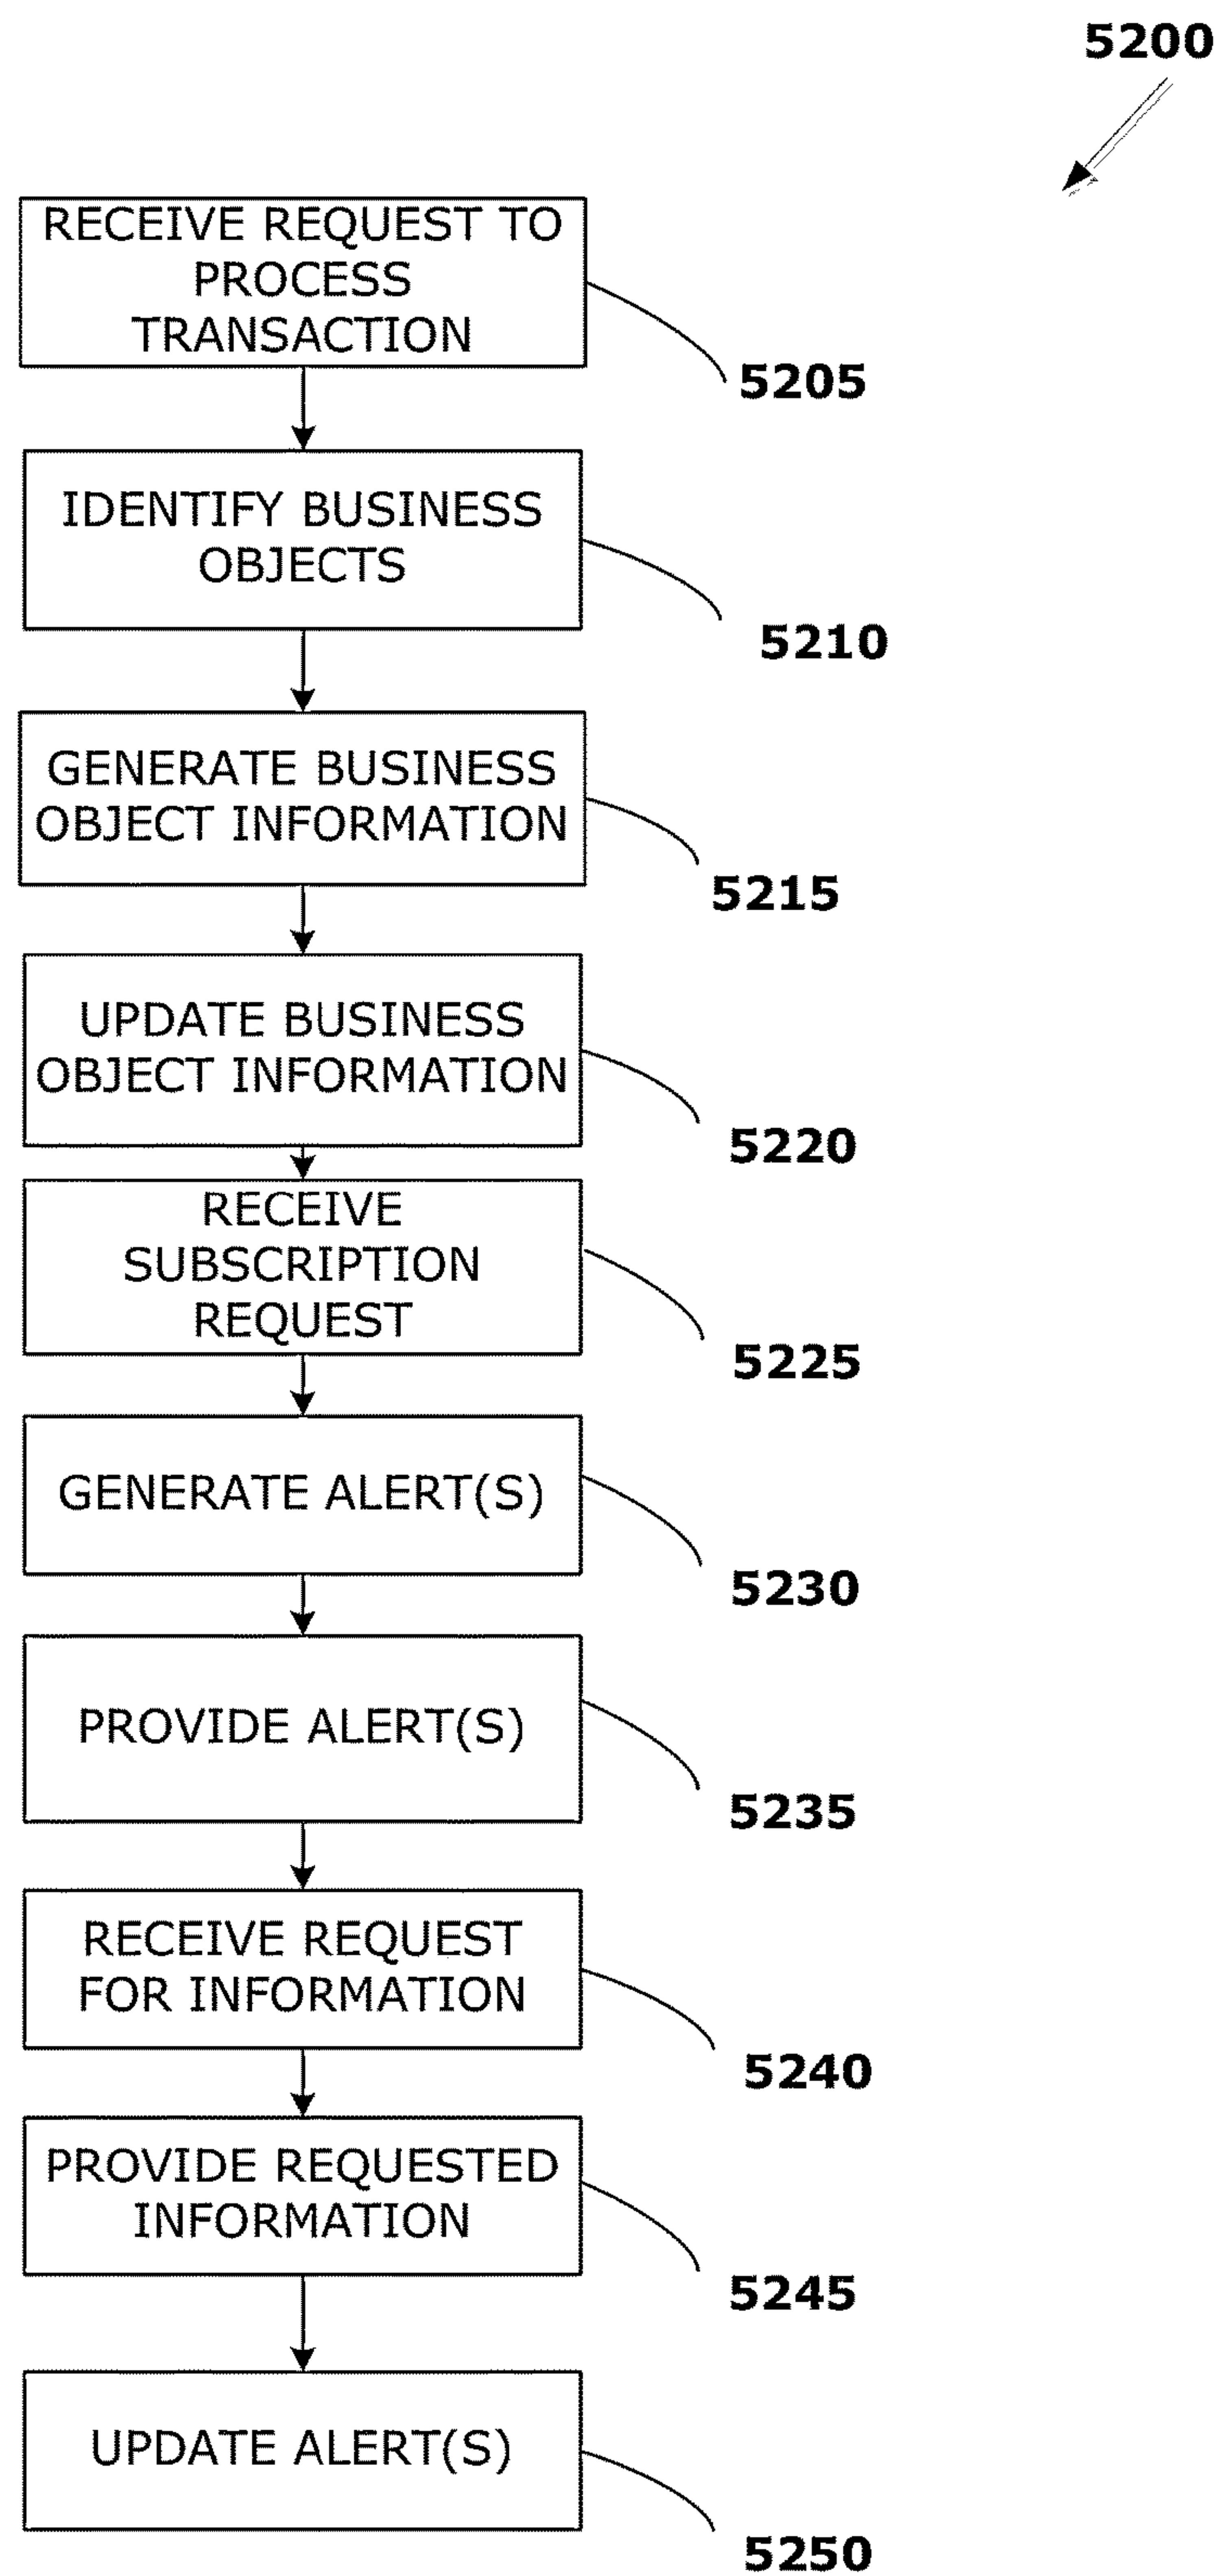 5200
RECEIVE REQUEST TO
PROCESS
TRANSACTION
5205
IDENTIFY BUSINESS
OBJECTS
5210
GENERATE BUSINESS
OBJECT INFORMATION
5215
UPDATE BUSINESS
OBJECT INFORMATION
5220
RECEIVE
SUBSCRIPTION
REQUEST
5225
GENERATE ALERT(S)
5230
PROVIDE ALERT(S)
5235
RECEIVE REQUEST
FOR INFORMATION
5240
PROVIDE REQUESTED
INFORMATION
5245
UPDATE ALERT(S)
5250